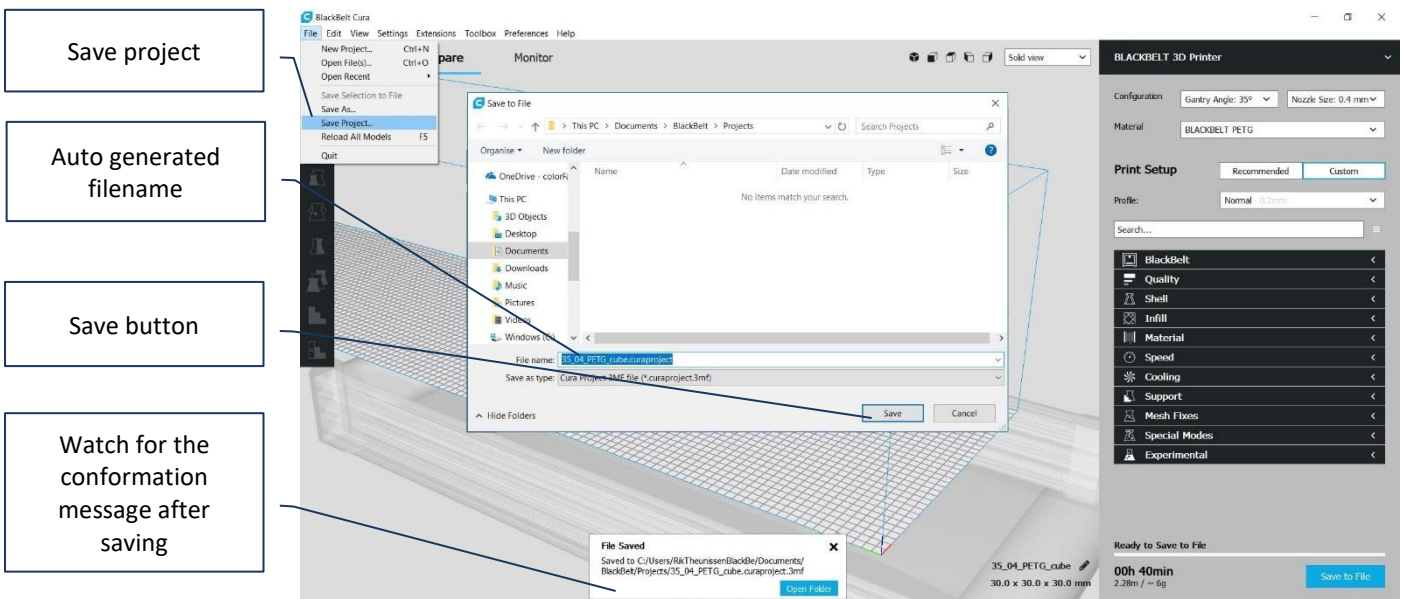 Save project
Auto generated
filename
Save button
Watch for the
conformation
message after
saving
BlackBelt Cura
File Edit View Settings Extensions Toolbox Preferences Help
New Project... Ctrl+N
Open File(s)... Ctrl+O
Open Recent
Save Selection to File
Save As...
Save Project...
Reload All Models F5
Quit
pare
Monitor
Solid view
Save to File
This PC > Documents > BlackBelt > Projects
Search Projects
Organise
New folder
Name Date modified Type Size
No items match your search.
OneDrive - colorFa
This PC
3D Objects
Desktop
Documents
Downloads
Music
Pictures
Videos
Windows (C:)
File name: 35_04_PETG_cube.curaproject
Save as type: Cura Project 3MF file (*.curaproject.3mf)
Hide Folders
Save
Cancel
File Saved
Saved to C:/Users/RikTheunissenBlackBe/Documents/
BlackBelt/Projects/35_04_PETG_cube.curaproject.3mf
Open Folder
35_04_PETG_cube
30.0 x 30.0 x 30.0 mm
BLACKBELT 3D Printer
Configuration Gantry Angle: 35° Nozzle Size: 0.4 mm
Material BLACKBELT PETG
Print Setup Recommended Custom
Profile: Normal - 0.2mm
Search...
BlackBelt
Quality
Shell
Infill
Material
Speed
Cooling
Support
Mesh Fixes
Special Modes
Experimental
Ready to Save to File
00h 40min
2.28m / ~ 6g
Save to File